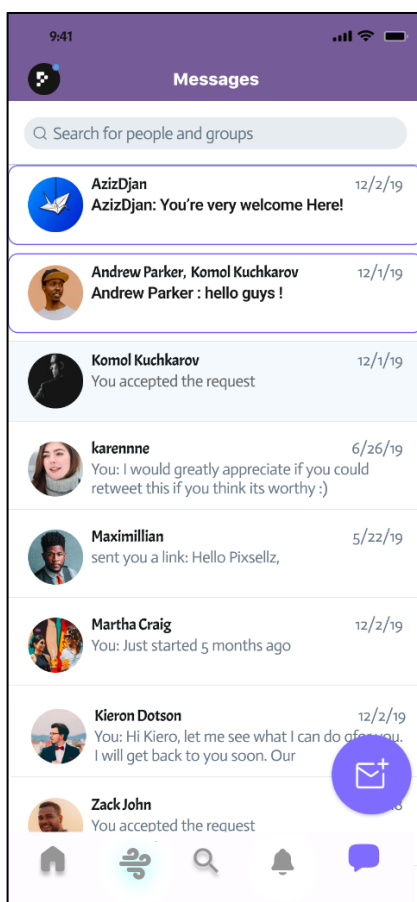 9:41
Messages
Search for people and groups
AzizDjan 12/2/19
AzizDjan: You're very welcome Here!
Andrew Parker, Komol Kuchkarov 12/1/19
Andrew Parker : hello guys !
Komol Kuchkarov 12/1/19
You accepted the request
karennne 6/26/19
You: I would greatly appreciate if you could
retweet this if you think its worthy :)
Maximillian 5/22/19
sent you a link: Hello Pixsellz,
Martha Craig 12/2/19
You: Just started 5 months ago
Kieron Dotson 12/2/19
You: Hi Kiero, let me see what I can do
I will get back to you soon. Our
Zack John
You accepted the request